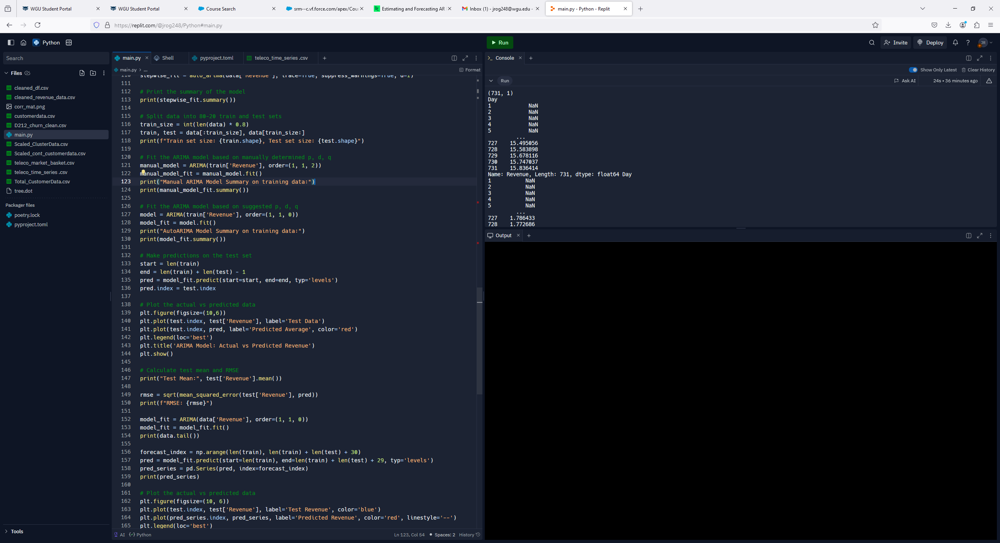 WGU Student Portal
WGU Student Portal
Course Search
srm--c.vf.force.com/apex/Cou
Estimating and Forecasting AR
Inbox (1) - jrog248@wgu.edu -
main.py - Python - Replit
https://replit.com/@jrog248/Python#main.py
Python
Run
Invite
Deploy
JR
Search
Files
cleaned_df.csv
cleaned_revenue_data.csv
corr_mat.png
customerdata.csv
D212_churn_clean.csv
main.py
Scaled_ClusterData.csv
Scaled_cont_customerdata.csv
teleco_market_basket.csv
teleco_time_series .csv
Total_CustomerData.csv
tree.dot
Packager files
poetry.lock
pyproject.toml
Tools
main.py
Shell
pyproject.toml
teleco_time_series .csv
main.py > ...
Format
110 stepwise_fit = auto_arima(data['Revenue'], trace=True, suppress_warnings=True, d=1)
111
112 # Print the summary of the model
113 print(stepwise_fit.summary())
114
115 # Split data into 80-20 train and test sets
116 train_size = int(len(data) * 0.8)
117 train, test = data[:train_size], data[train_size:]
118 print(f"Train set size: {train.shape}, Test set size: {test.shape}")
119
120 # Fit the ARIMA model based on manually determined p, d, q
121 manual_model = ARIMA(train['Revenue'], order=(1, 1, 2))
122 manual_model_fit = manual_model.fit()
123 print("Manual ARIMA Model Summary on training data:")
124 print(manual_model_fit.summary())
125
126 # Fit the ARIMA model based on suggested p, d, q
127 model = ARIMA(train['Revenue'], order=(1, 1, 0))
128 model_fit = model.fit()
129 print("AutoARIMA Model Summary on training data:")
130 print(model_fit.summary())
131
132 # Make predictions on the test set
133 start = len(train)
134 end = len(train) + len(test) - 1
135 pred = model_fit.predict(start=start, end=end, typ='levels')
136 pred.index = test.index
137
138 # Plot the actual vs predicted data
139 plt.figure(figsize=(10,6))
140 plt.plot(test.index, test['Revenue'], label='Test Data')
141 plt.plot(test.index, pred, label='Predicted Average', color='red')
142 plt.legend(loc='best')
143 plt.title('ARIMA Model: Actual vs Predicted Revenue')
144 plt.show()
145
146 # Calculate test mean and RMSE
147 print("Test Mean:", test['Revenue'].mean())
148
149 rmse = sqrt(mean_squared_error(test['Revenue'], pred))
150 print(f"RMSE: {rmse}")
151
152 model_fit = ARIMA(data['Revenue'], order=(1, 1, 0))
153 model_fit = model_fit.fit()
154 print(data.tail())
155
156 forecast_index = np.arange(len(train), len(train) + len(test) + 30)
157 pred = model_fit.predict(start=len(train), end=len(train) + len(test) + 29, typ='levels')
158 pred_series = pd.Series(pred, index=forecast_index)
159 print(pred_series)
160
161 # Plot the actual vs predicted data
162 plt.figure(figsize=(10, 6))
163 plt.plot(test.index, test['Revenue'], label='Test Revenue', color='blue')
164 plt.plot(pred_series.index, pred_series, label='Predicted Revenue', color='red', linestyle='--')
165 plt.legend(loc='best')
AI
Python
Ln 123, Col 54
Spaces: 2
History
Console
Show Only Latest
Clear History
Run
Ask AI
24s • 36 minutes ago
(731, 1)
Day
1 NaN
2 NaN
3 NaN
4 NaN
5 NaN
...
727 15.495056
728 15.583898
729 15.678116
730 15.747037
731 15.836414
Name: Revenue, Length: 731, dtype: float64 Day
1 NaN
2 NaN
3 NaN
4 NaN
5 NaN
...
727 1.786433
728 1.772686
Output